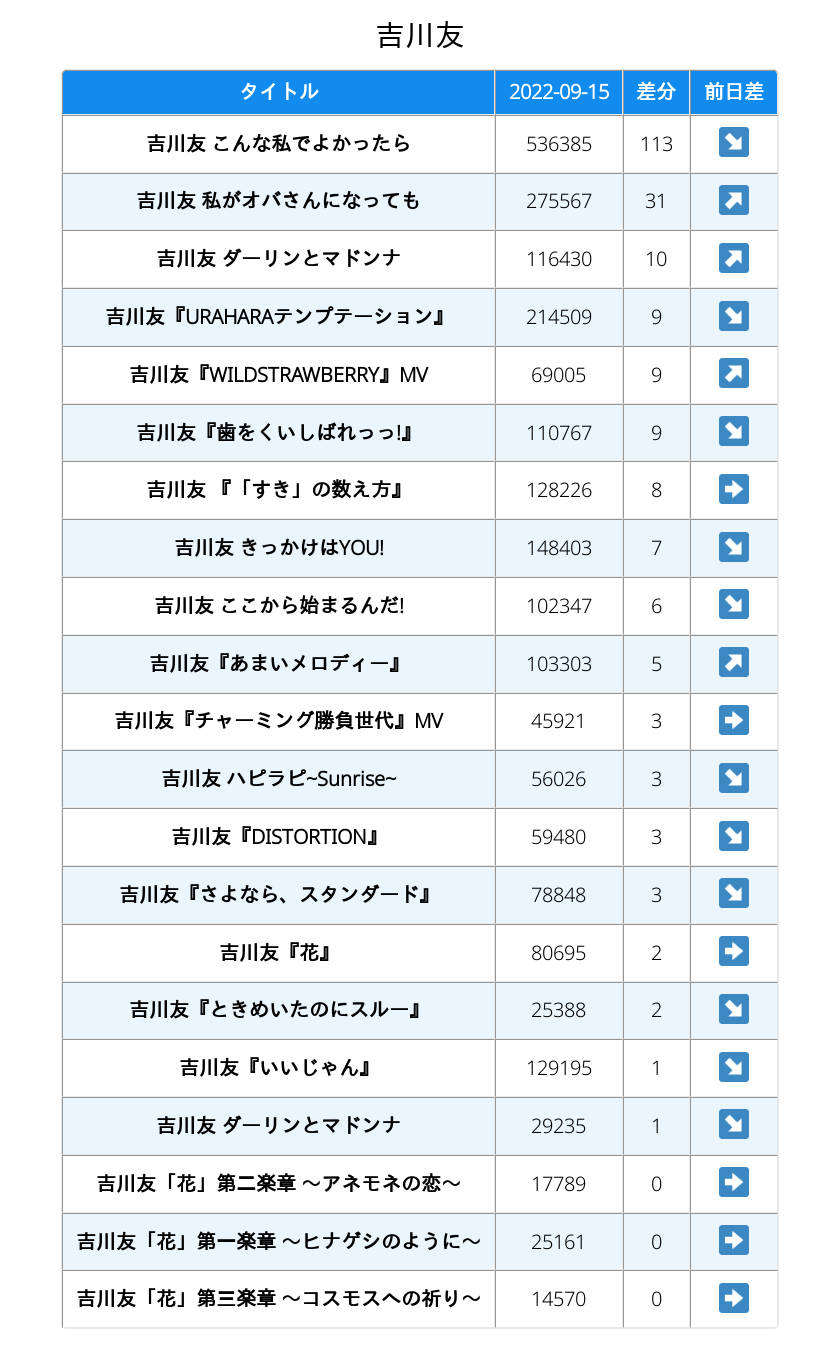 吉川友
タイトル 2022-09-15 差分 前日差
吉川友 こんな私でよかったら 536385 113 ↘
吉川友 私がオバさんになっても 275567 31 ↗
吉川友 ダーリンとマドンナ 116430 10 ↗
吉川友『URAHARAテンプテーション』 214509 9 ↘
吉川友『WILDSTRAWBERRY』MV 69005 9 ↗
吉川友『歯をくいしばれっっ!』 110767 9 ↘
吉川友 『「すき」の数え方』 128226 8 ➡
吉川友 きっかけはYOU! 148403 7 ↘
吉川友 ここから始まるんだ! 102347 6 ↘
吉川友『あまいメロディー』 103303 5 ↗
吉川友『チャーミング勝負世代』MV 45921 3 ➡
吉川友 ハピラピ~Sunrise~ 56026 3 ↘
吉川友『DISTORTION』 59480 3 ↘
吉川友『さよなら、スタンダード』 78848 3 ↘
吉川友『花』 80695 2 ➡
吉川友『ときめいたのにスルー』 25388 2 ↘
吉川友『いいじゃん』 129195 1 ↘
吉川友 ダーリンとマドンナ 29235 1 ↘
吉川友「花」第二楽章 〜アネモネの恋〜 17789 0 ➡
吉川友「花」第一楽章 〜ヒナゲシのように〜 25161 0 ➡
吉川友「花」第三楽章 〜コスモスへの祈り〜 14570 0 ➡